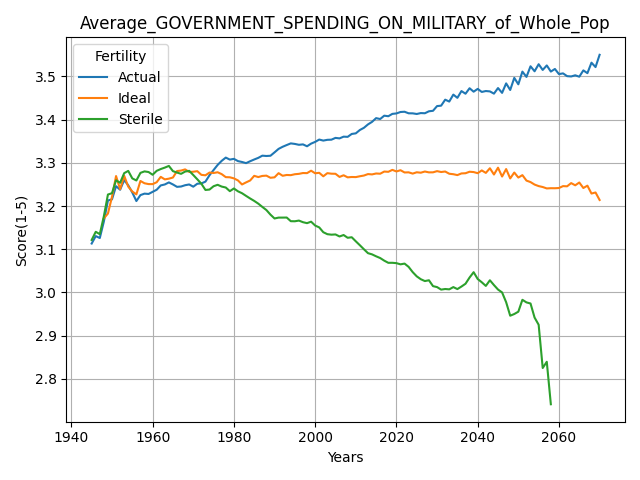 Average_GOVERNMENT_SPENDING_ON_MILITARY_of_Whole_Pop
Fertility
Actual
Ideal
Sterile
Score(1-5)
3.5
3.4
3.3
3.2
3.1
3.0
2.9
2.8
1940 1960 1980 2000 2020 2040 2060
Years